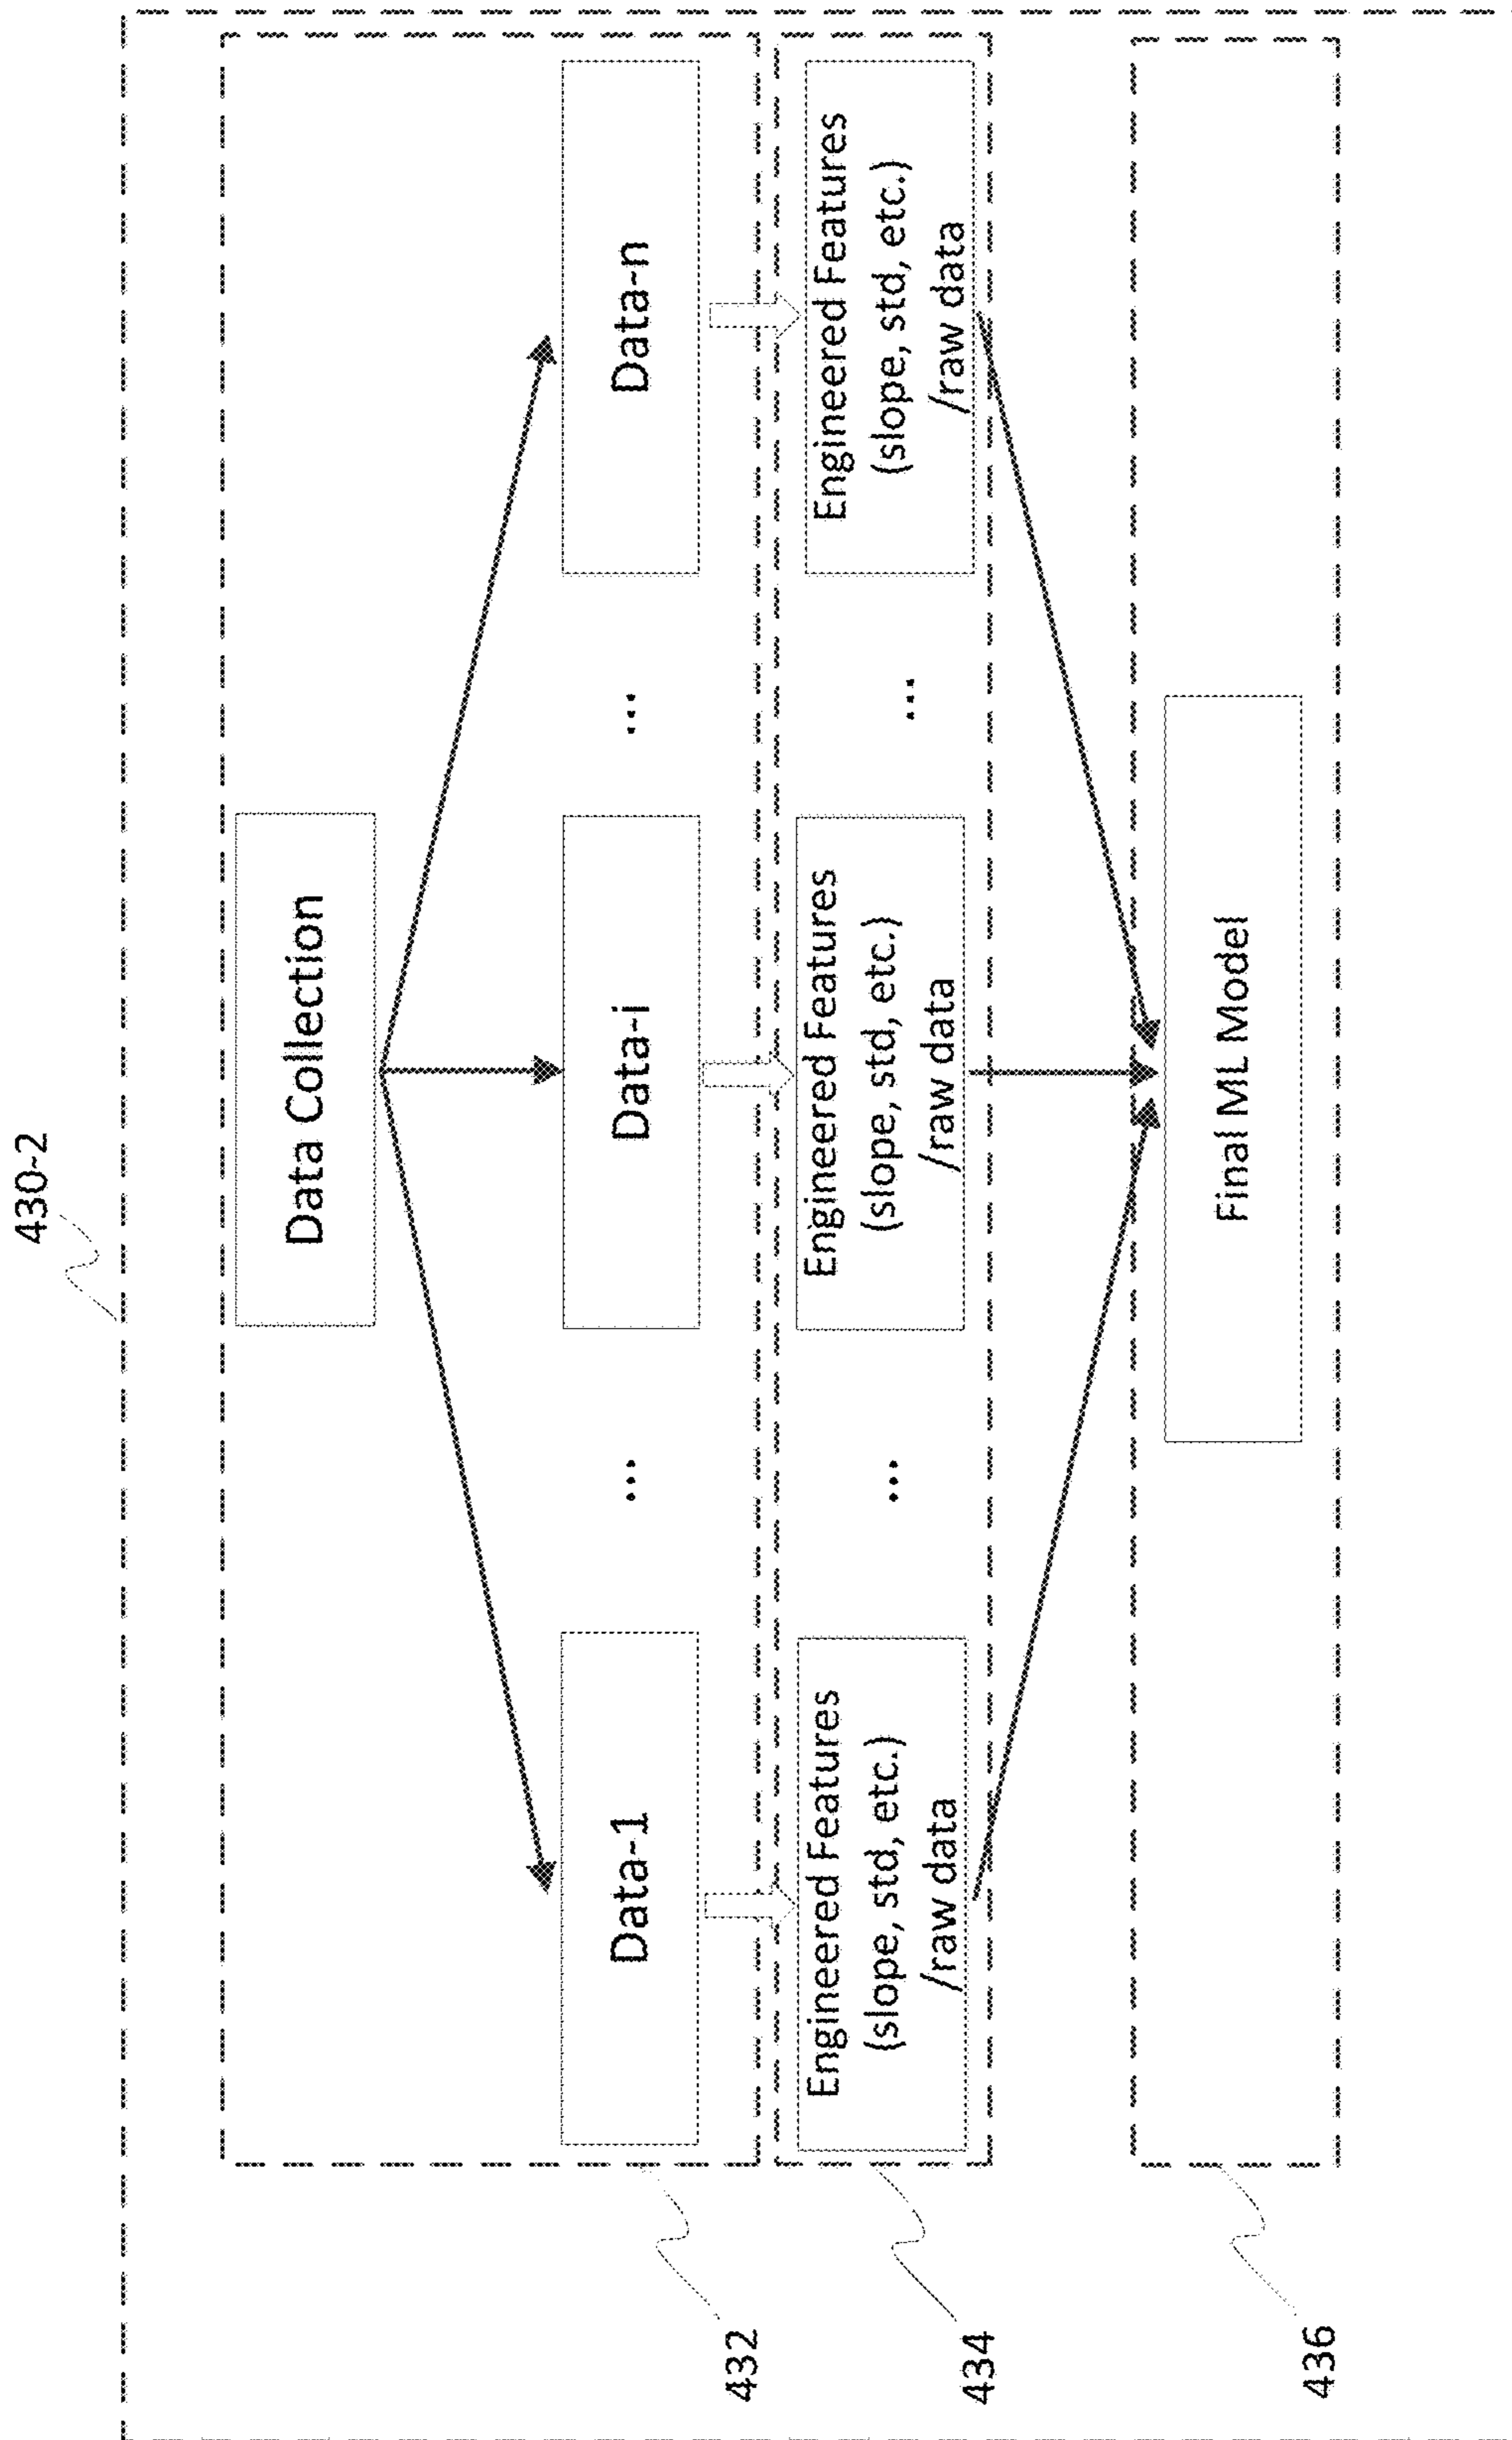 430-2
Data Collection
Data-1
...
Data-i
...
Data-n
432
Engineered Features
(slope, std, etc.)
/raw data
...
Engineered Features
(slope, std, etc.)
/raw data
...
Engineered Features
(slope, std, etc.)
/raw data
434
Final ML Model
436